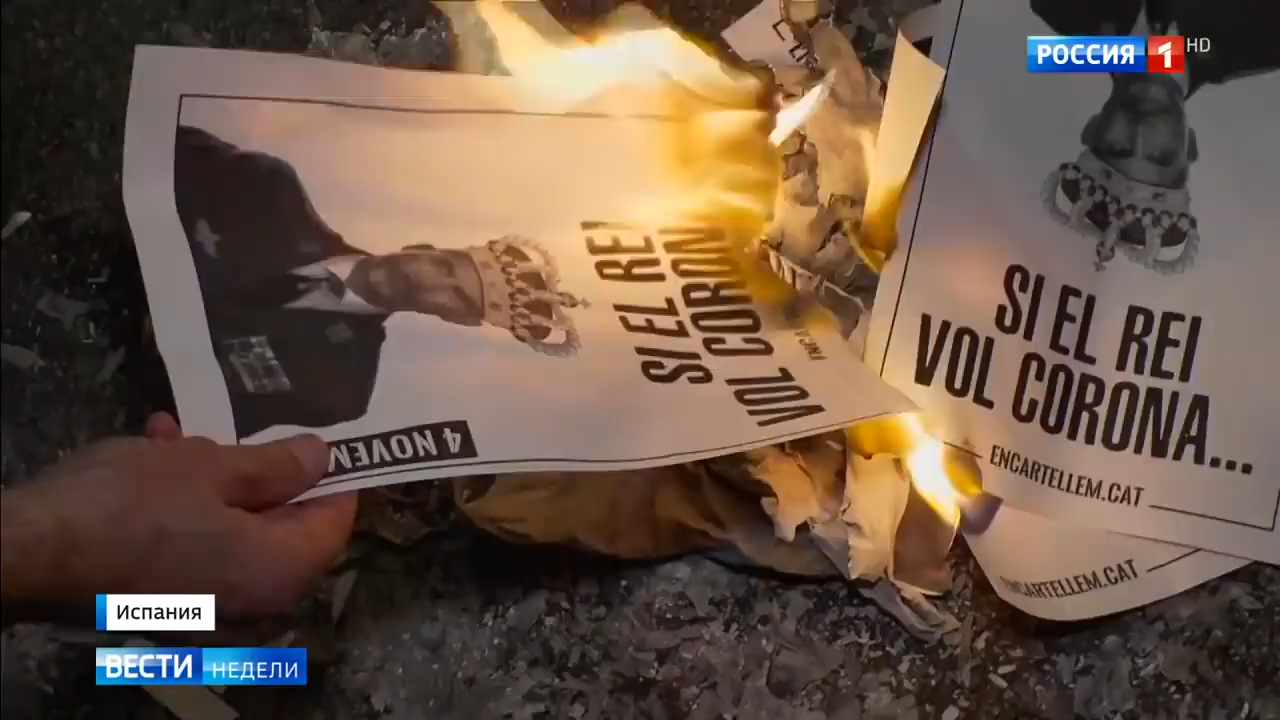 РОССИЯ 1 HD
SI EL REI
VOL CORON
4 NOVEM
SI EL REI
VOL CORONA...
ENCARTELLEM.CAT
ENCARTELLEM.CAT
Испания
ВЕСТИ НЕДЕЛИ